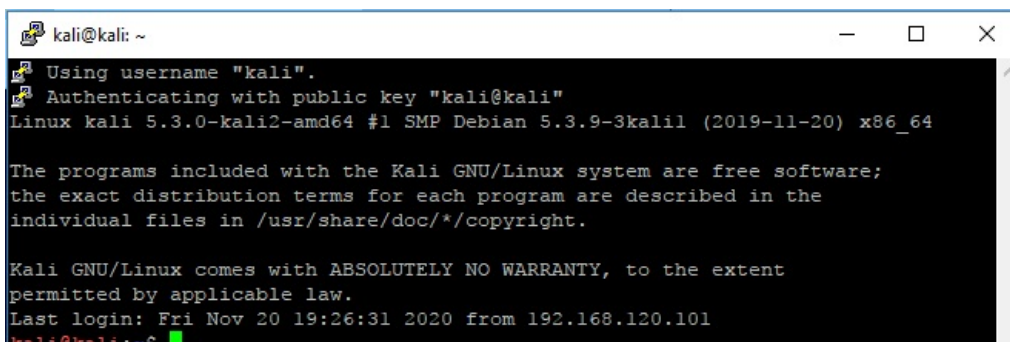 kali@kali: ~
Using username "kali".
Authenticating with public key "kali@kali"
Linux kali 5.3.0-kali2-amd64 #1 SMP Debian 5.3.9-3kali1 (2019-11-20) x86_64
The programs included with the Kali GNU/Linux system are free software;
the exact distribution terms for each program are described in the
individual files in /usr/share/doc/*/copyright.
Kali GNU/Linux comes with ABSOLUTELY NO WARRANTY, to the extent
permitted by applicable law.
Last login: Fri Nov 20 19:26:31 2020 from 192.168.120.101
kali@kali:~$